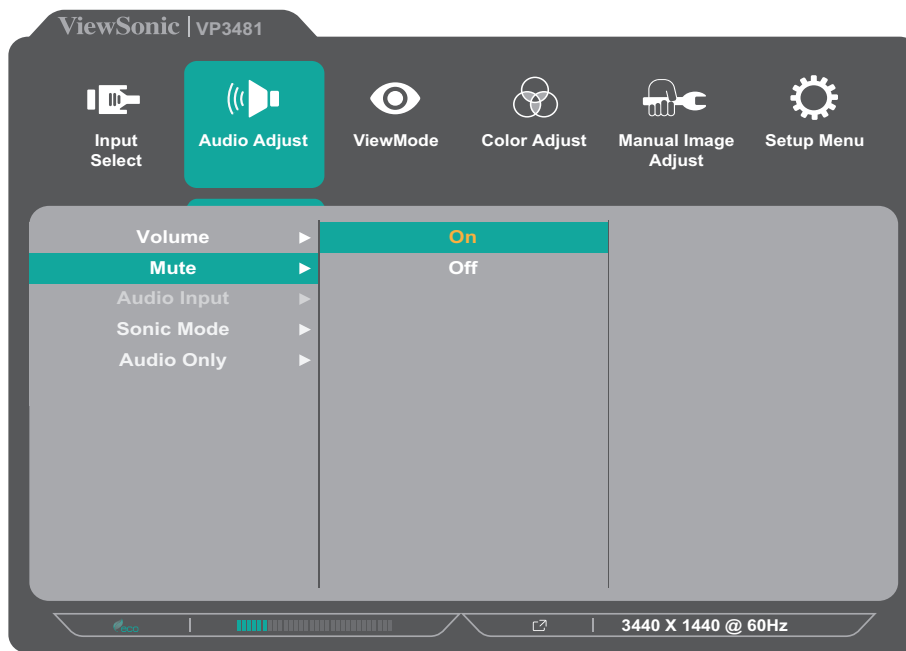 ViewSonic | VP3481
Input
Select
Audio Adjust
ViewMode
Color Adjust
Manual Image
Adjust
Setup Menu
Volume
Mute
Audio Input
Sonic Mode
Audio Only
On
Off
eco
3440 X 1440 @ 60Hz